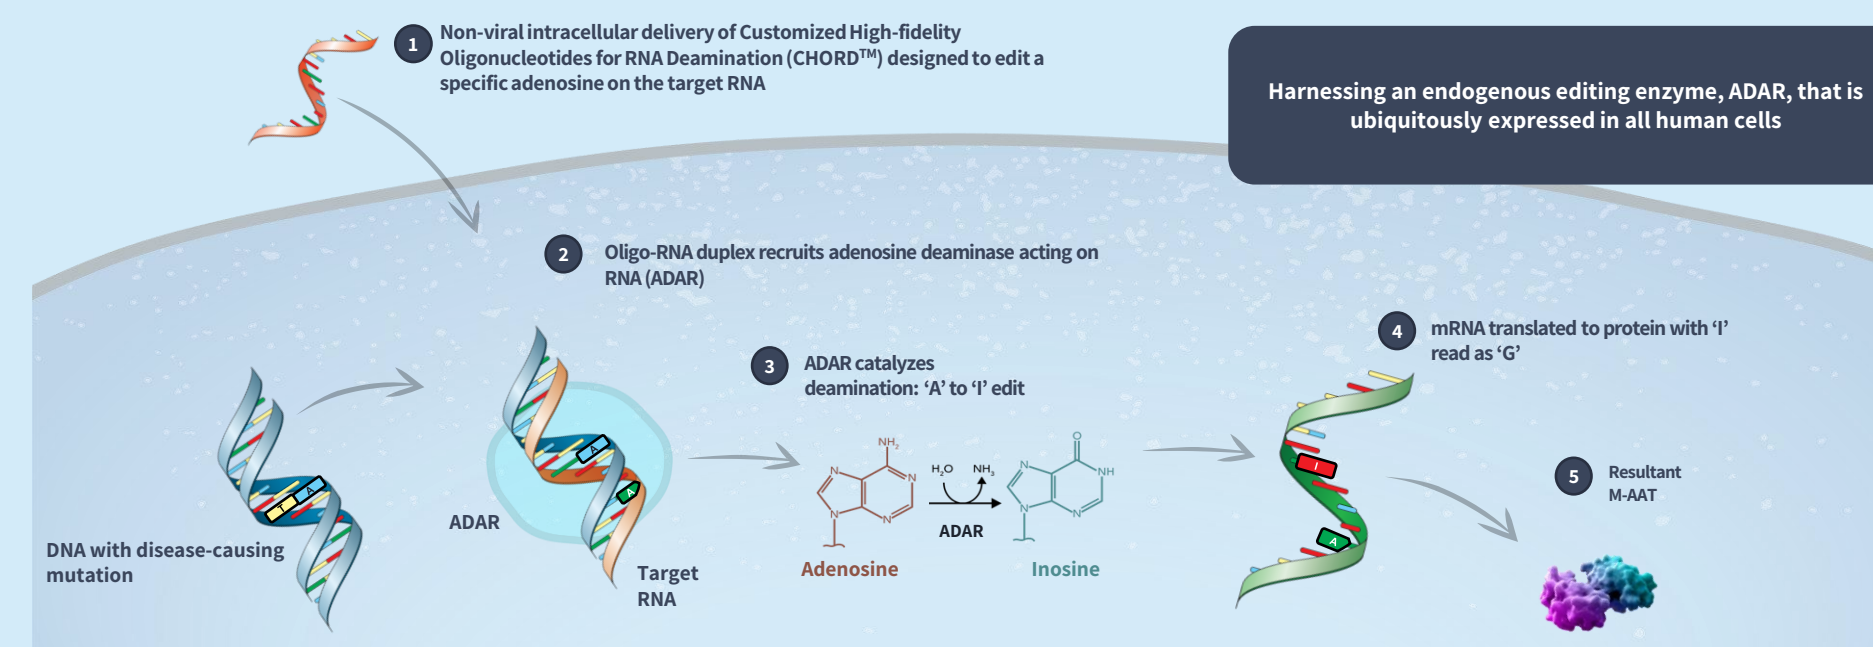 1
Non-viral intracellular delivery of Customized High-fidelity
Oligonucleotides for RNA Deamination (CHORD™) designed to edit a
specific adenosine on the target RNA
Harnessing an endogenous editing enzyme, ADAR, that is
ubiquitously expressed in all human cells
2
Oligo-RNA duplex recruits adenosine deaminase acting on
RNA (ADAR)
DNA with disease-causing
mutation
T A
ADAR
A
A
Target
RNA
3
ADAR catalyzes
deamination: ‘A’ to ‘I’ edit
NH₂
N
N
N
N
Adenosine
H₂O
NH₃
ADAR
O
N
NH
N
N
Inosine
4
mRNA translated to protein with ‘I’
read as ‘G’
I
A
5
Resultant
M-AAT